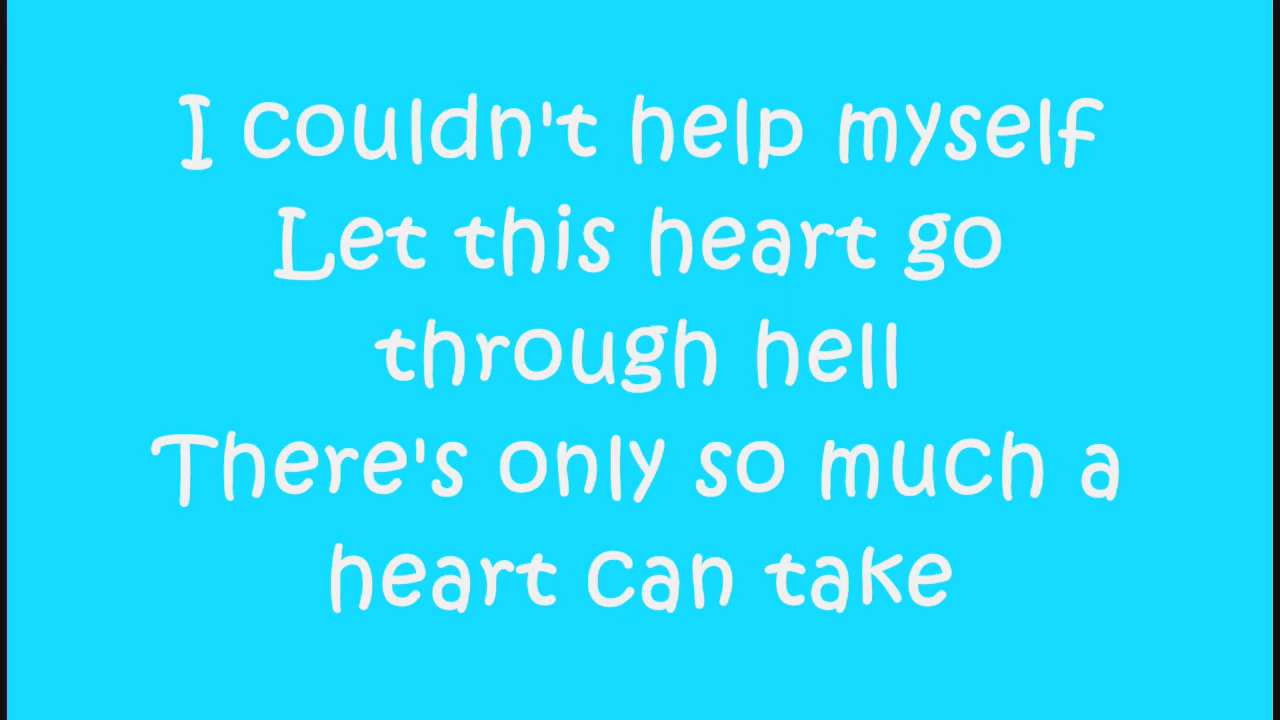 I couldn't help myself
Let this heart go
through hell
There's only so much a
heart can take